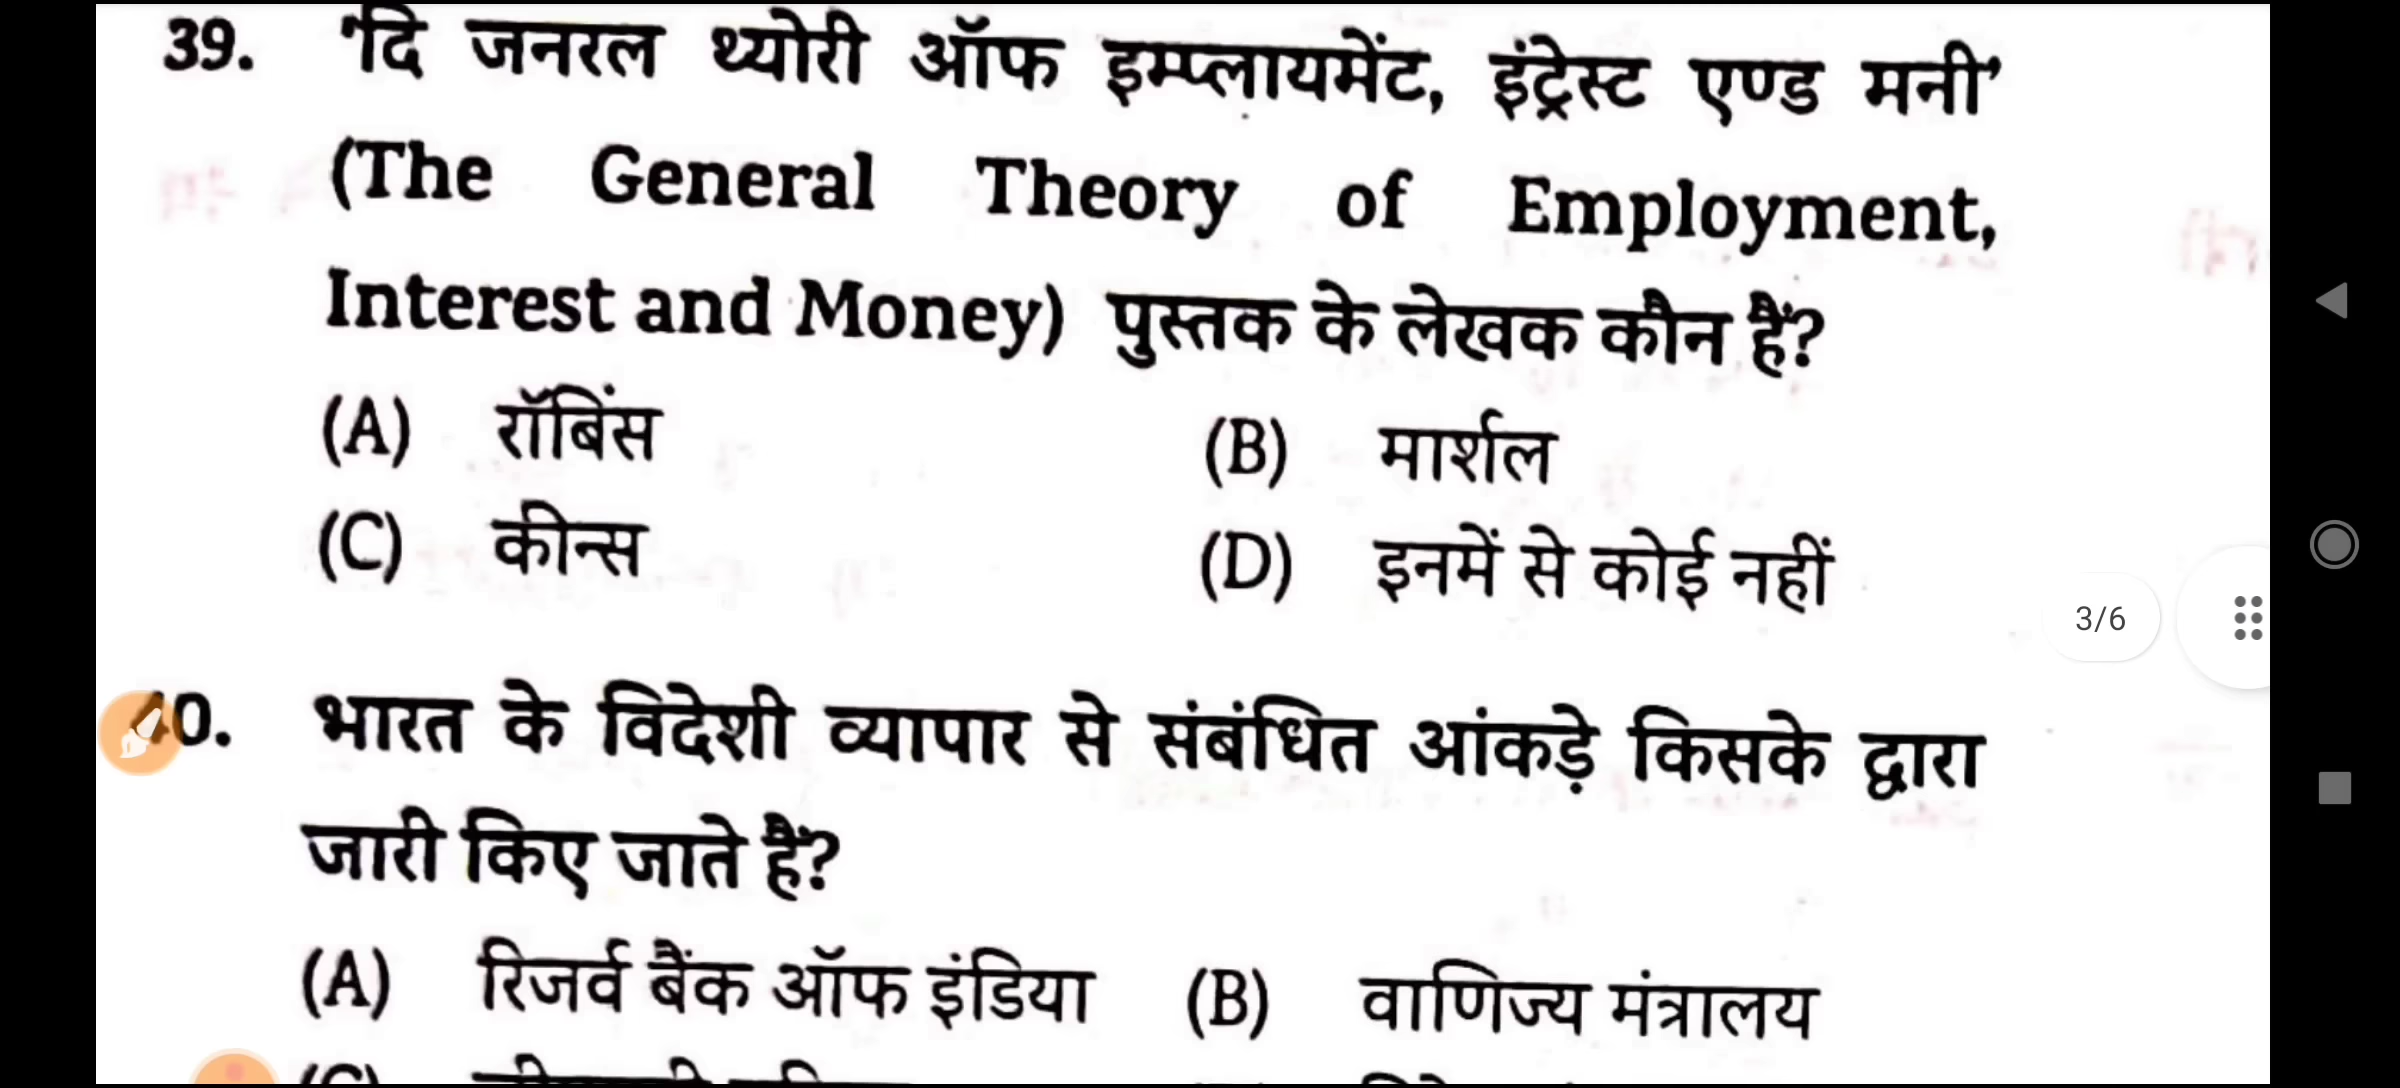 39. 'दि जनरल थ्योरी ऑफ इम्प्लायमेंट, इंट्रेस्ट एण्ड मनी'
(The General Theory of Employment,
Interest and Money) पुस्तक के लेखक कौन हैं?
(A) रॉबिंस (B) मार्शल
(C) कीन्स (D) इनमें से कोई नहीं
3/6
40. भारत के विदेशी व्यापार से संबंधित आंकड़े किसके द्वारा
जारी किए जाते हैं?
(A) रिजर्व बैंक ऑफ इंडिया (B) वाणिज्य मंत्रालय
(C)